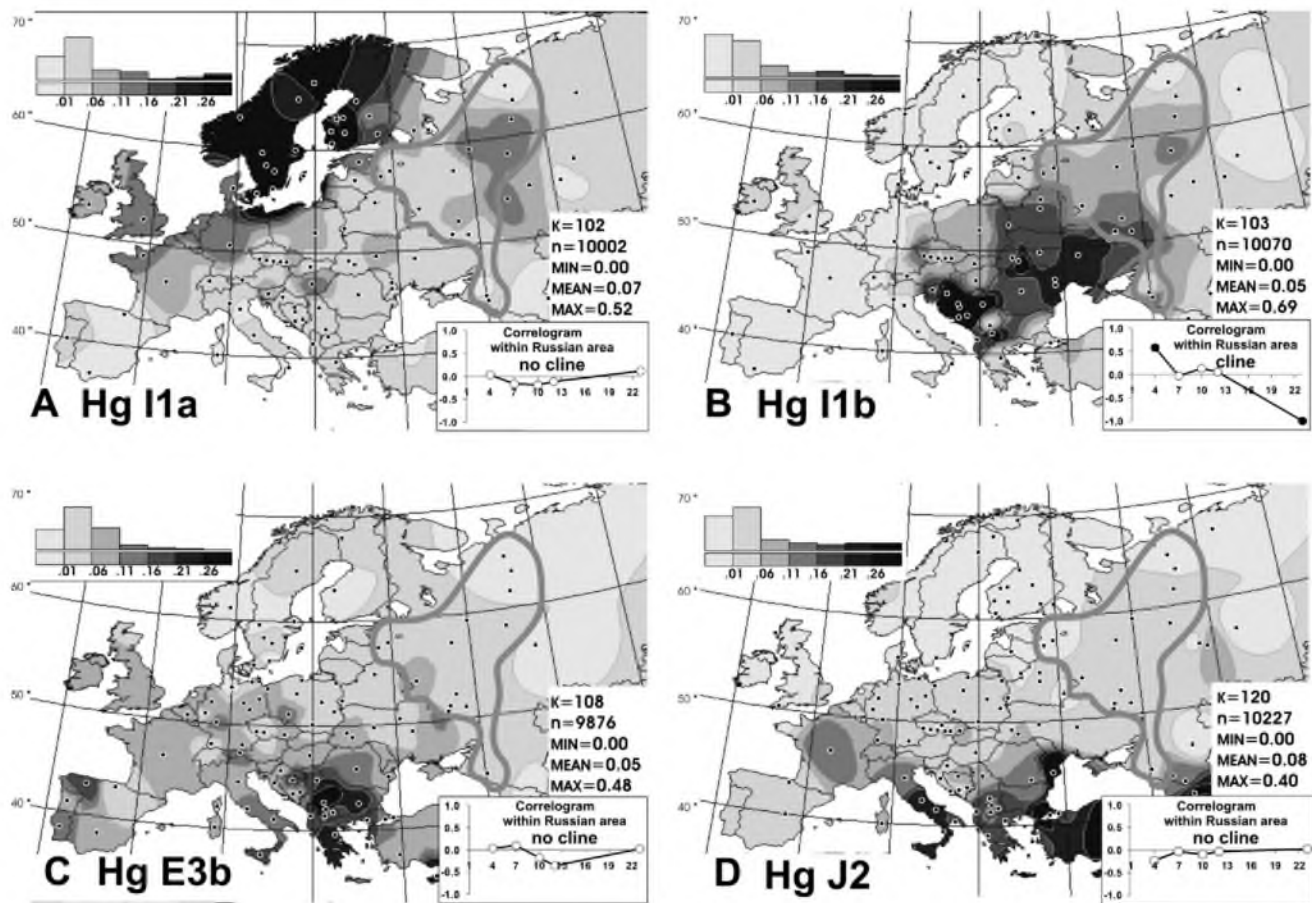 70°
60°
50°
40°
.01 .06 .11 .16 .21 .26
K=102
n=10002
MIN=0.00
MEAN=0.07
MAX=0.52
Correlogram
within Russian area
no cline
1.0
0.5
0.0
-0.5
-1.0
1 4 7 10 13 16 19 22
A Hg I1a
70°
60°
50°
40°
.01 .06 .11 .16 .21 .26
K=103
n=10070
MIN=0.00
MEAN=0.05
MAX=0.69
Correlogram
within Russian area
cline
1.0
0.5
0.0
-0.5
-1.0
1 4 7 10 13 16 19 22
B Hg I1b
70°
60°
50°
40°
.01 .06 .11 .16 .21 .26
K=108
n=9876
MIN=0.00
MEAN=0.05
MAX=0.48
Correlogram
within Russian area
no cline
1.0
0.5
0.0
-0.5
-1.0
1 4 7 10 13 16 19 22
C Hg E3b
70°
60°
50°
40°
.01 .06 .11 .16 .21 .26
K=120
n=10227
MIN=0.00
MEAN=0.08
MAX=0.40
Correlogram
within Russian area
no cline
1.0
0.5
0.0
-0.5
-1.0
1 4 7 10 13 16 19 22
D Hg J2